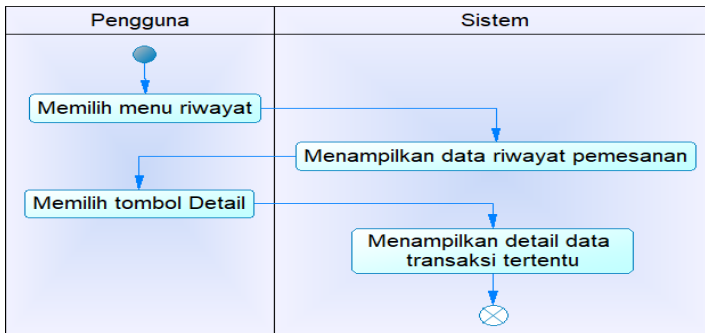 Pengguna
Sistem
Memilih menu riwayat
Menampilkan data riwayat pemesanan
Memilih tombol Detail
Menampilkan detail data
transaksi tertentu